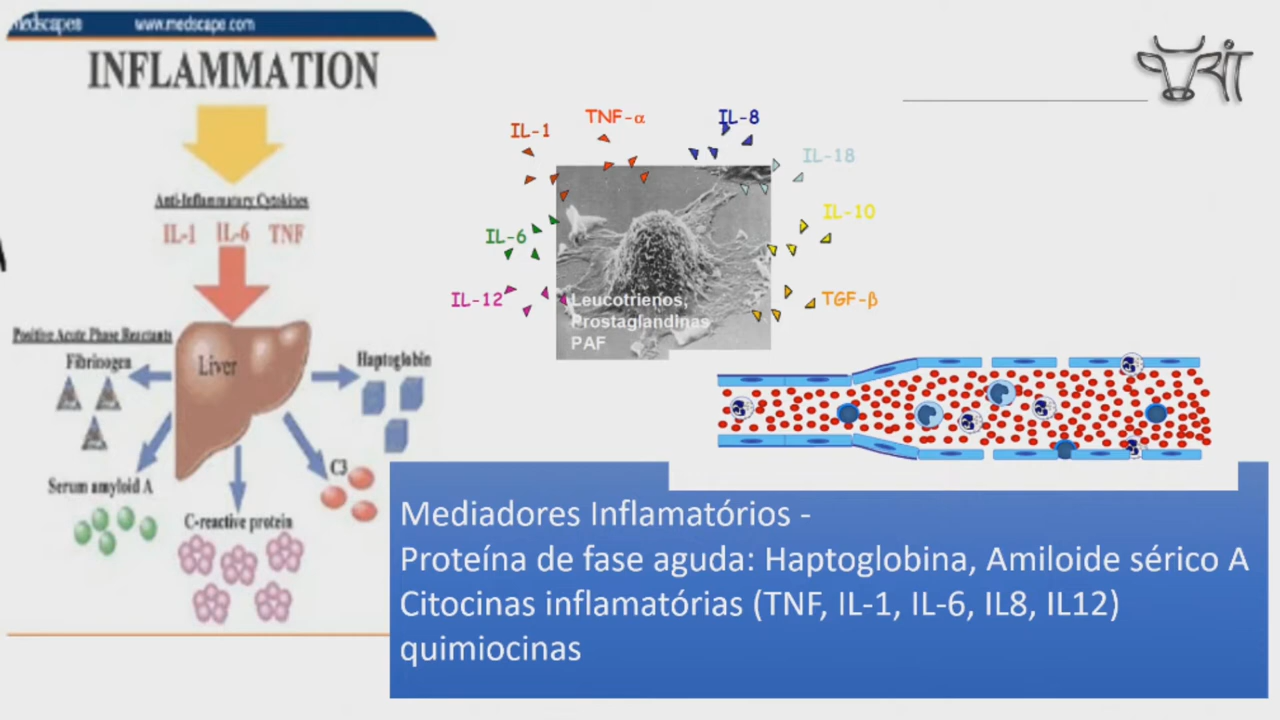 medscape® www.medscape.com
INFLAMMATION
Anti-Inflammatory Cytokines
IL-1 IL-6 TNF
Positive Acute Phase Reactants
Liver
Fibrinogen
Haptoglobin
Serum amyloid A
C3
C-reactive protein
IL-1
TNF-α
IL-8
IL-18
IL-6
IL-10
IL-12
TGF-β
Leucotrienos,
Prostaglandinas
PAF
Mediadores Inflamatórios -
Proteína de fase aguda: Haptoglobina, Amiloide sérico A
Citocinas inflamatórias (TNF, IL-1, IL-6, IL8, IL12)
quimiocinas